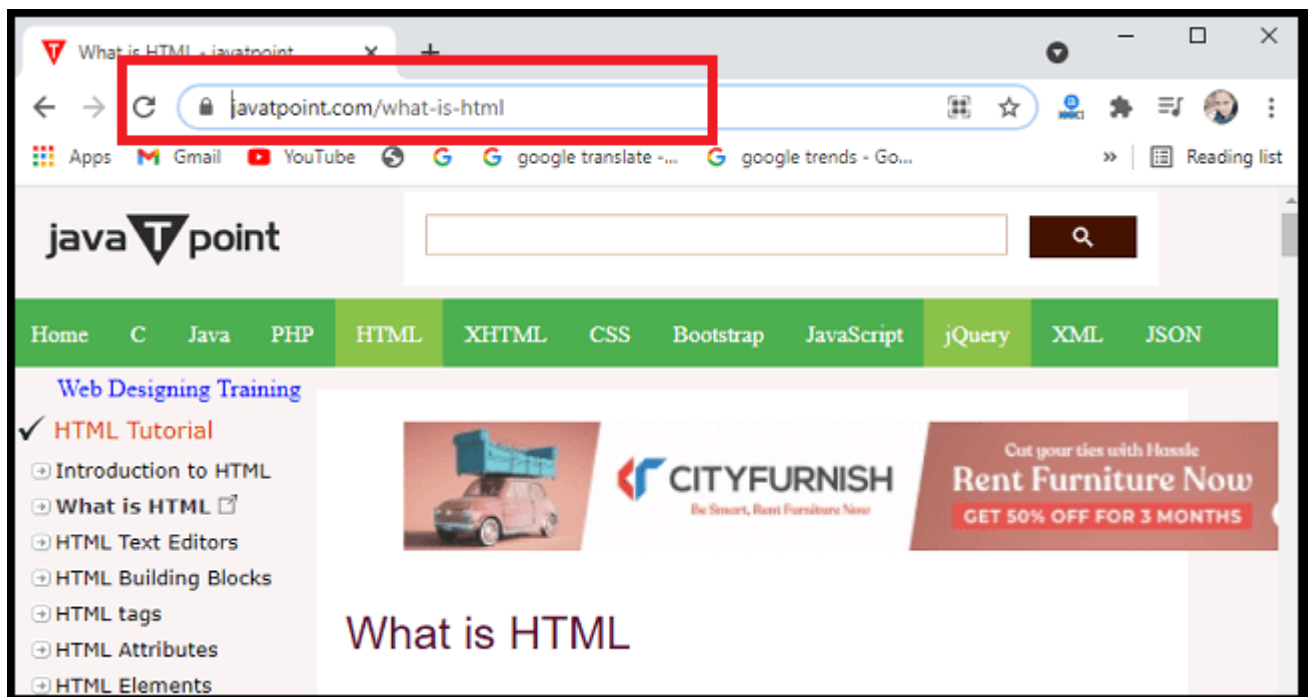 What is HTML - javatpoint
javatpoint.com/what-is-html
Apps Gmail YouTube google translate -... google trends - Go... » Reading list
javaTpoint
Home C Java PHP HTML XHTML CSS Bootstrap JavaScript jQuery XML JSON
Web Designing Training
HTML Tutorial
Introduction to HTML
What is HTML
HTML Text Editors
HTML Building Blocks
HTML tags
HTML Attributes
HTML Elements
CITYFURNISH
Be Smart, Rent Furniture Now
Cut your ties with Hassle
Rent Furniture Now
GET 50% OFF FOR 3 MONTHS
What is HTML